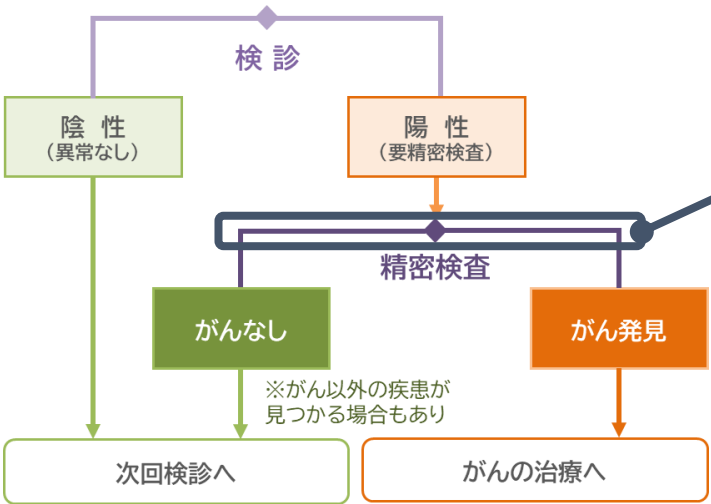 検 診
陰 性
（異常なし）
陽 性
（要精密検査）
精密検査
がんなし
がん発見
※がん以外の疾患が
見つかる場合もあり
次回検診へ
がんの治療へ